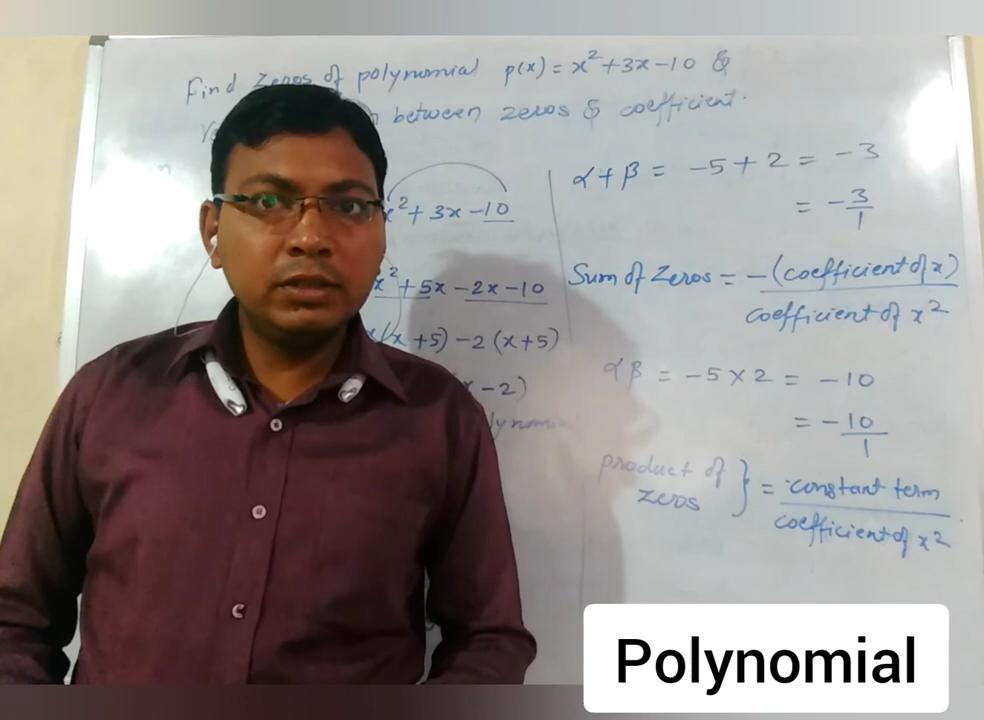 Find Zeros of polynomial p(x) = x² + 3x - 10 &
between zeros & coefficient.
x² + 3x - 10
x² + 5x - 2x - 10
x(x + 5) - 2 (x + 5)
x - 2)
α + β = -5 + 2 = -3
= - 3/1
Sum of Zeros = -(coefficient of x) / coefficient of x²
αβ = -5 × 2 = -10
= - 10/1
product of zeros } = constant term / coefficient of x²
Polynomial